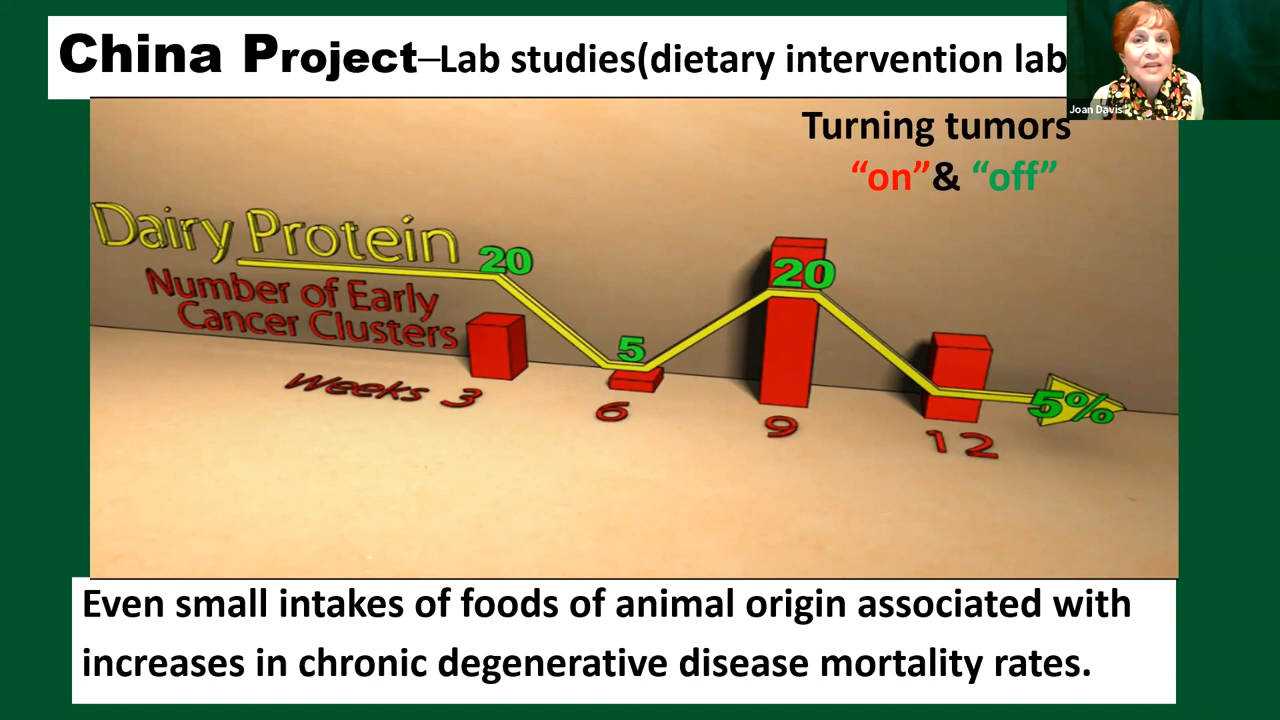 China Project–Lab studies(dietary intervention lab
Joan Davis
Turning tumors
“on”& “off”
Dairy Protein
20
5
20
5%
Number of Early
Cancer Clusters
Weeks 3
6
9
12
Even small intakes of foods of animal origin associated with
increases in chronic degenerative disease mortality rates.